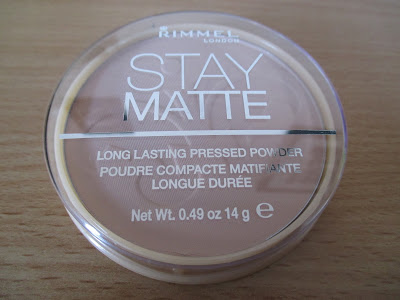 RIMMEL
LONDON
STAY
MATTE
LONG LASTING PRESSED POWDER
POUDRE COMPACTE MATIFIANTE
LONGUE DURÉE
Net Wt. 0.49 oz 14 g ℮